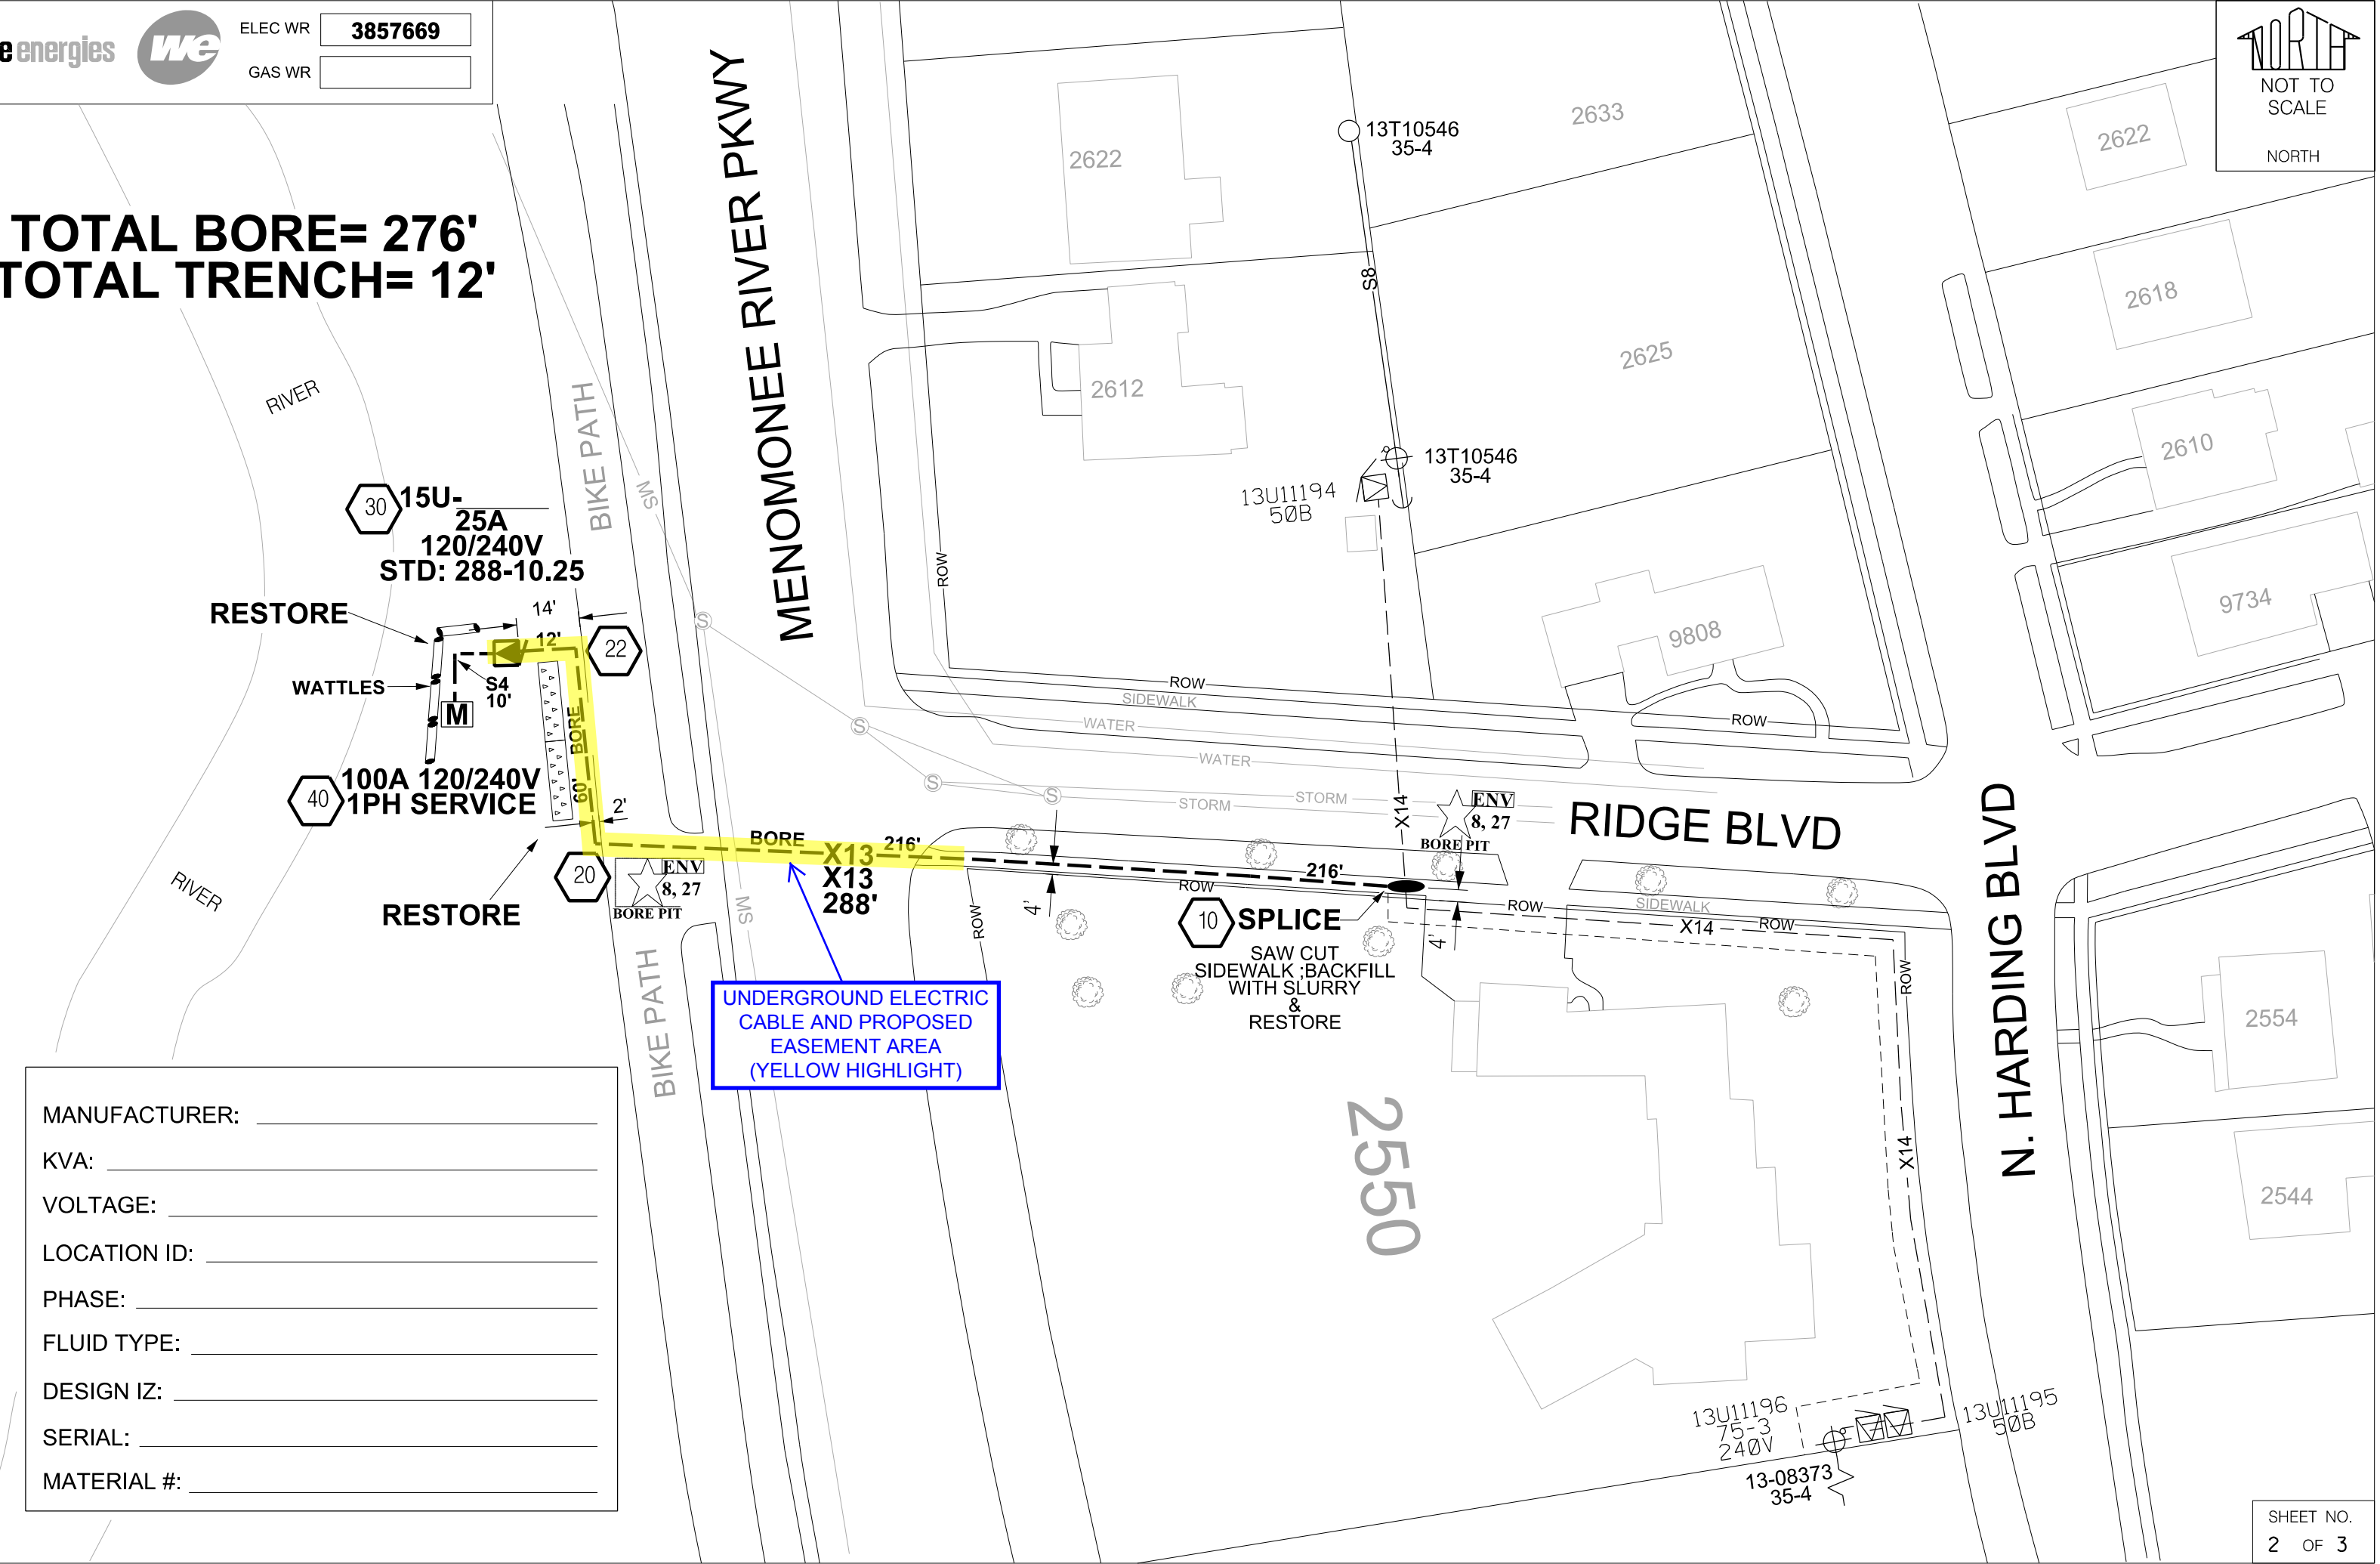 e energies
we
ELEC WR 3857669
GAS WR
NORTH
NOT TO
SCALE
NORTH
TOTAL BORE= 276'
TOTAL TRENCH= 12'
MENOMONEE RIVER PKWY
RIVER
BIKE PATH
MS
2622
2633
13T10546
35-4
S8
2612
2625
13T10546
35-4
13U11194
50B
2622
2618
2610
9734
9808
30
15U-
25A
120/240V
STD: 288-10.25
RESTORE
14'
12'
22
WATTLES
S4
10'
M
BORE
60'
2'
40
100A 120/240V
1PH SERVICE
S
S
S
S
ROW
ROW
SIDEWALK
WATER
WATER
ROW
STORM
STORM
X14
ENV
8, 27
BORE PIT
RIDGE BLVD
N. HARDING BLVD
BORE
X13
216'
X13
288'
20
ENV
8, 27
BORE PIT
RESTORE
RIVER
MS
BIKE PATH
ROW
4'
ROW
216'
10
SPLICE
SAW CUT
SIDEWALK ;BACKFILL
WITH SLURRY
&
RESTORE
4'
ROW
SIDEWALK
X14
ROW
ROW
X14
UNDERGROUND ELECTRIC
CABLE AND PROPOSED
EASEMENT AREA
(YELLOW HIGHLIGHT)
2550
2554
2544
13U11196
75-3
240V
13U11195
50B
13-08373
35-4
MANUFACTURER:
KVA:
VOLTAGE:
LOCATION ID:
PHASE:
FLUID TYPE:
DESIGN IZ:
SERIAL:
MATERIAL #:
SHEET NO.
2 OF 3